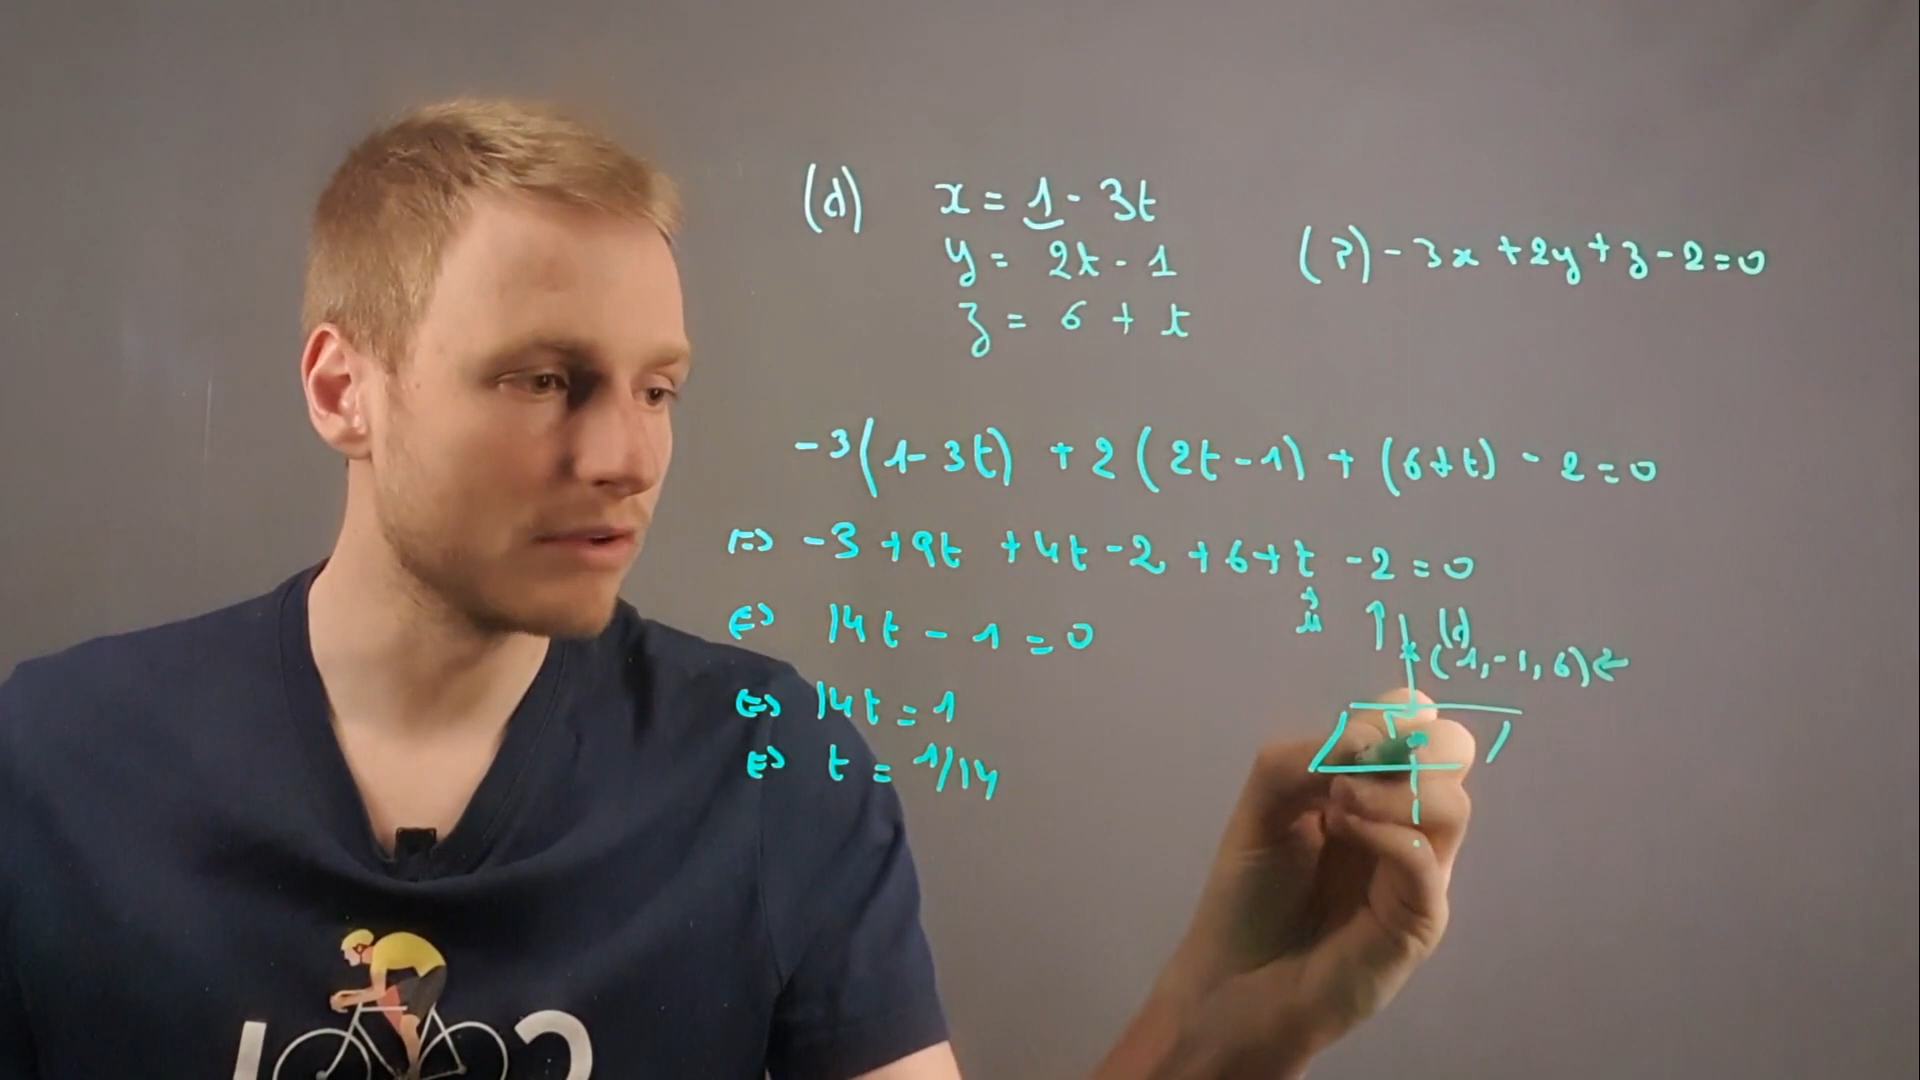 (d) x = 1 - 3t
y = 2t - 1
z = 6 + t
(P) -3x + 2y + z - 2 = 0
-3(1-3t) + 2(2t-1) + (6+t) - 2 = 0
⇔ -3 + 9t + 4t - 2 + 6 + t - 2 = 0
⇔ 14t - 1 = 0
⇔ 14t = 1
⇔ t = 1/14
u⃗ ↑ (d)
(1, -1, 6) ←